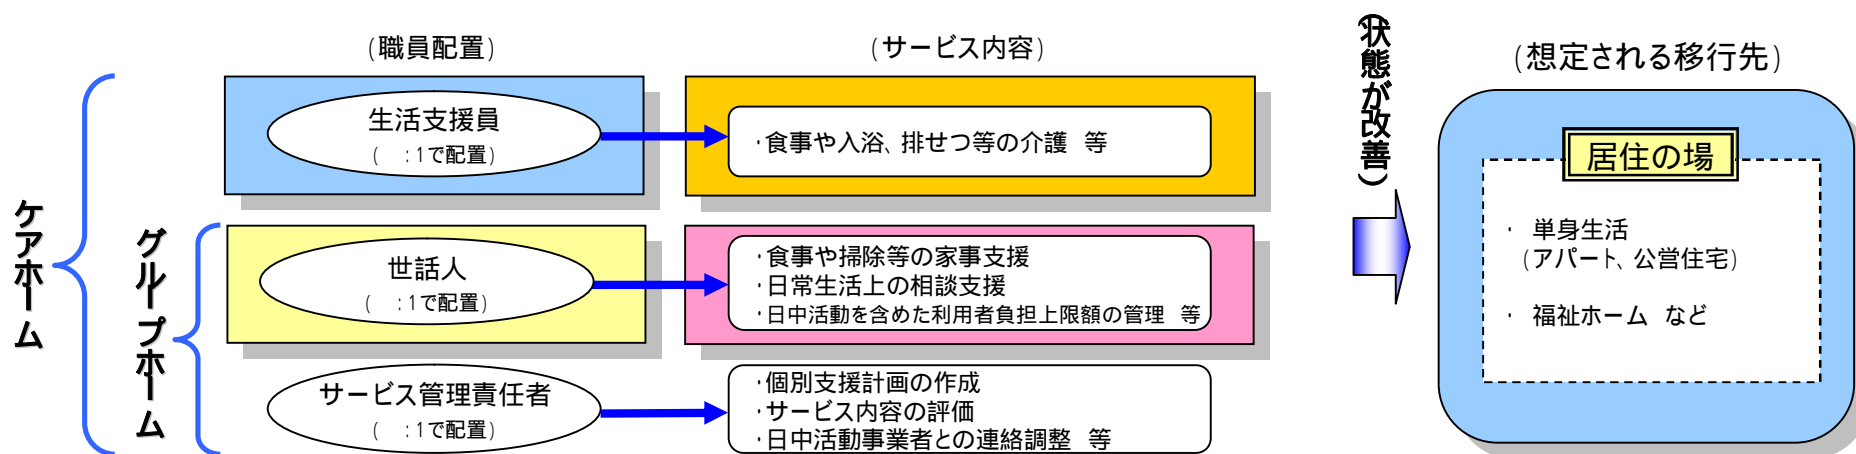 (職員配置)
(サービス内容)
(状態が改善)
(想定される移行先)
ケアホーム
グループホーム
生活支援員
( :1で配置)
・食事や入浴、排せつ等の介護 等
世話人
( :1で配置)
・食事や掃除等の家事支援
・日常生活上の相談支援
・日中活動を含めた利用者負担上限額の管理 等
サービス管理責任者
( :1で配置)
・個別支援計画の作成
・サービス内容の評価
・日中活動事業者との連絡調整 等
居住の場
・ 単身生活
(アパート、公営住宅)
・ 福祉ホーム など